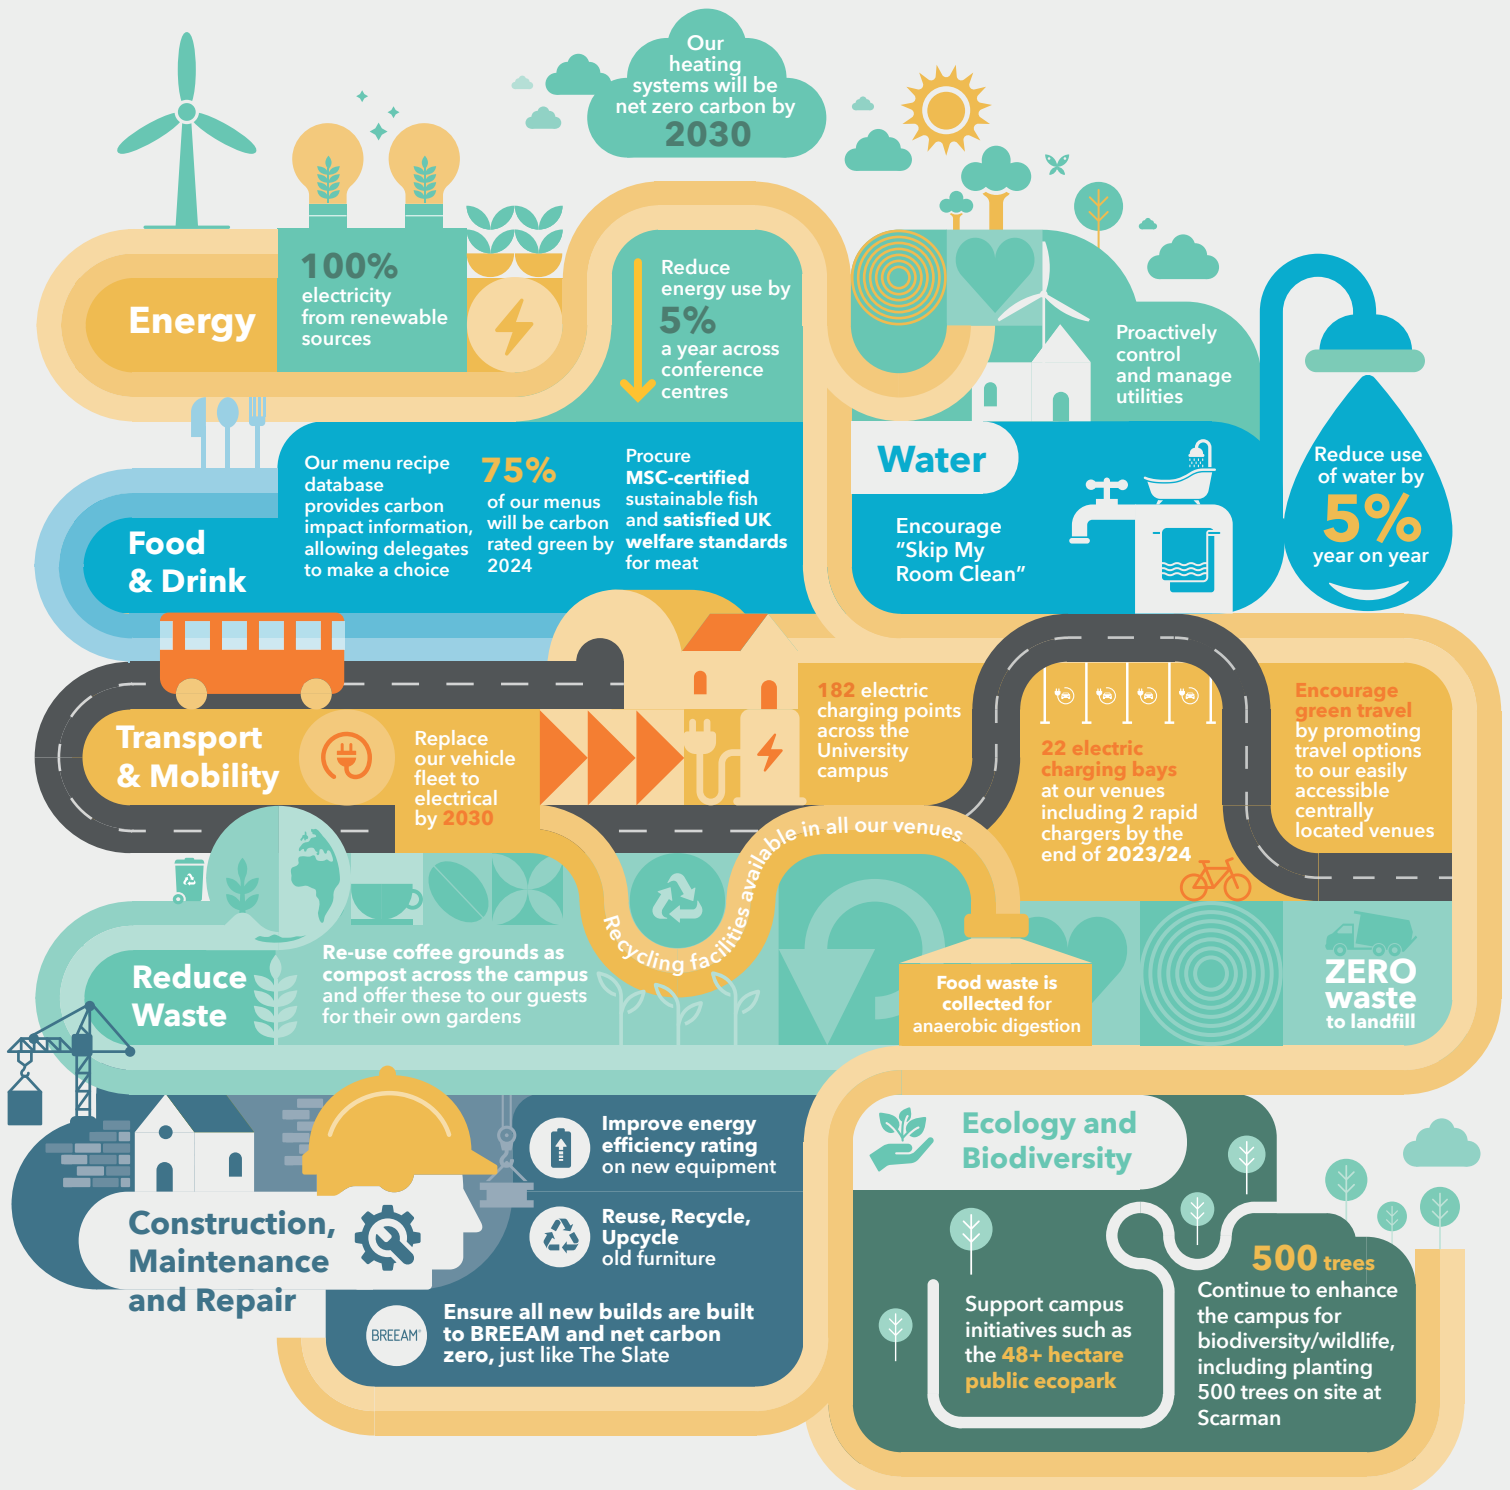 Our
heating
systems will be
net zero carbon by
2030
Energy
100%
electricity
from renewable
sources
Reduce
energy use by
5%
a year across
conference
centres
Proactively
control
and manage
utilities
Food
& Drink
Our menu recipe
database
provides carbon
impact information,
allowing delegates
to make a choice
75%
of our menus
will be carbon
rated green by
2024
Procure
MSC-certified
sustainable fish
and satisfied UK
welfare standards
for meat
Water
Encourage
"Skip My
Room Clean"
Reduce use
of water by
5%
year on year
Transport
& Mobility
Replace
our vehicle
fleet to
electrical
by 2030
182 electric
charging points
across the
University
campus
22 electric
charging bays
at our venues
including 2 rapid
chargers by the
end of 2023/24
Encourage
green travel
by promoting
travel options
to our easily
accessible
centrally
located venues
Reduce
Waste
Re-use coffee grounds as
compost across the campus
and offer these to our guests
for their own gardens
Recycling facilities available in all our venues
Food waste is
collected for
anaerobic digestion
ZERO
waste
to landfill
Construction,
Maintenance
and Repair
Improve energy
efficiency rating
on new equipment
Reuse, Recycle,
Upcycle
old furniture
BREEAM®
Ensure all new builds are built
to BREEAM and net carbon
zero, just like The Slate
Ecology and
Biodiversity
Support campus
initiatives such as
the 48+ hectare
public ecopark
500 trees
Continue to enhance
the campus for
biodiversity/wildlife,
including planting
500 trees on site at
Scarman